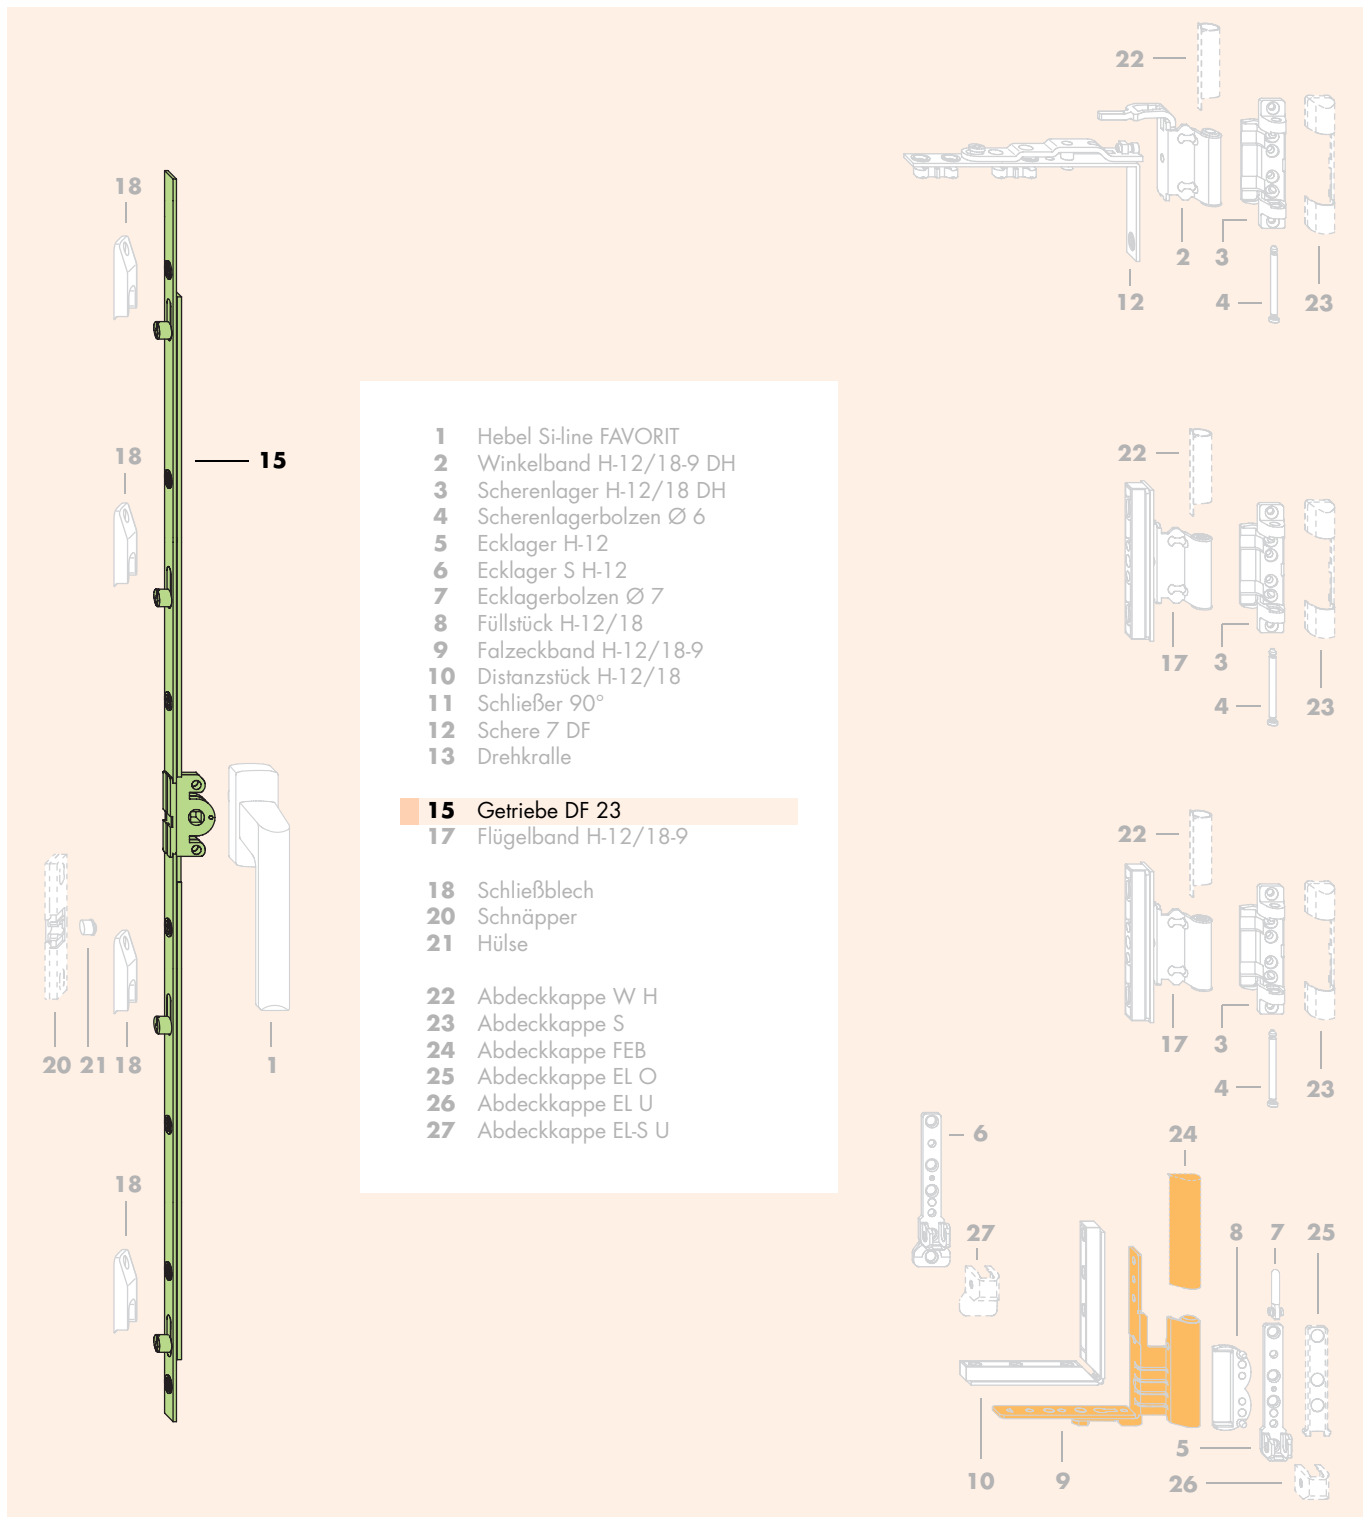 22
18
2
3
12
4
23
1 Hebel Si-line FAVORIT
2 Winkelband H-12/18-9 DH
3 Scherenlager H-12/18 DH
4 Scherenlagerbolzen Ø 6
5 Ecklager H-12
6 Ecklager S H-12
7 Ecklagerbolzen Ø 7
8 Füllstück H-12/18
9 Falzeckband H-12/18-9
10 Distanzstück H-12/18
11 Schließer 90°
12 Schere 7 DF
13 Drehkralle
15 Getriebe DF 23
17 Flügelband H-12/18-9
18 Schließblech
20 Schnäpper
21 Hülse
22 Abdeckkappe W H
23 Abdeckkappe S
24 Abdeckkappe FEB
25 Abdeckkappe EL O
26 Abdeckkappe EL U
27 Abdeckkappe EL-S U
18
15
22
17
3
4
23
22
20
21
18
1
17
3
4
23
6
24
18
27
8
7
25
5
10
9
26